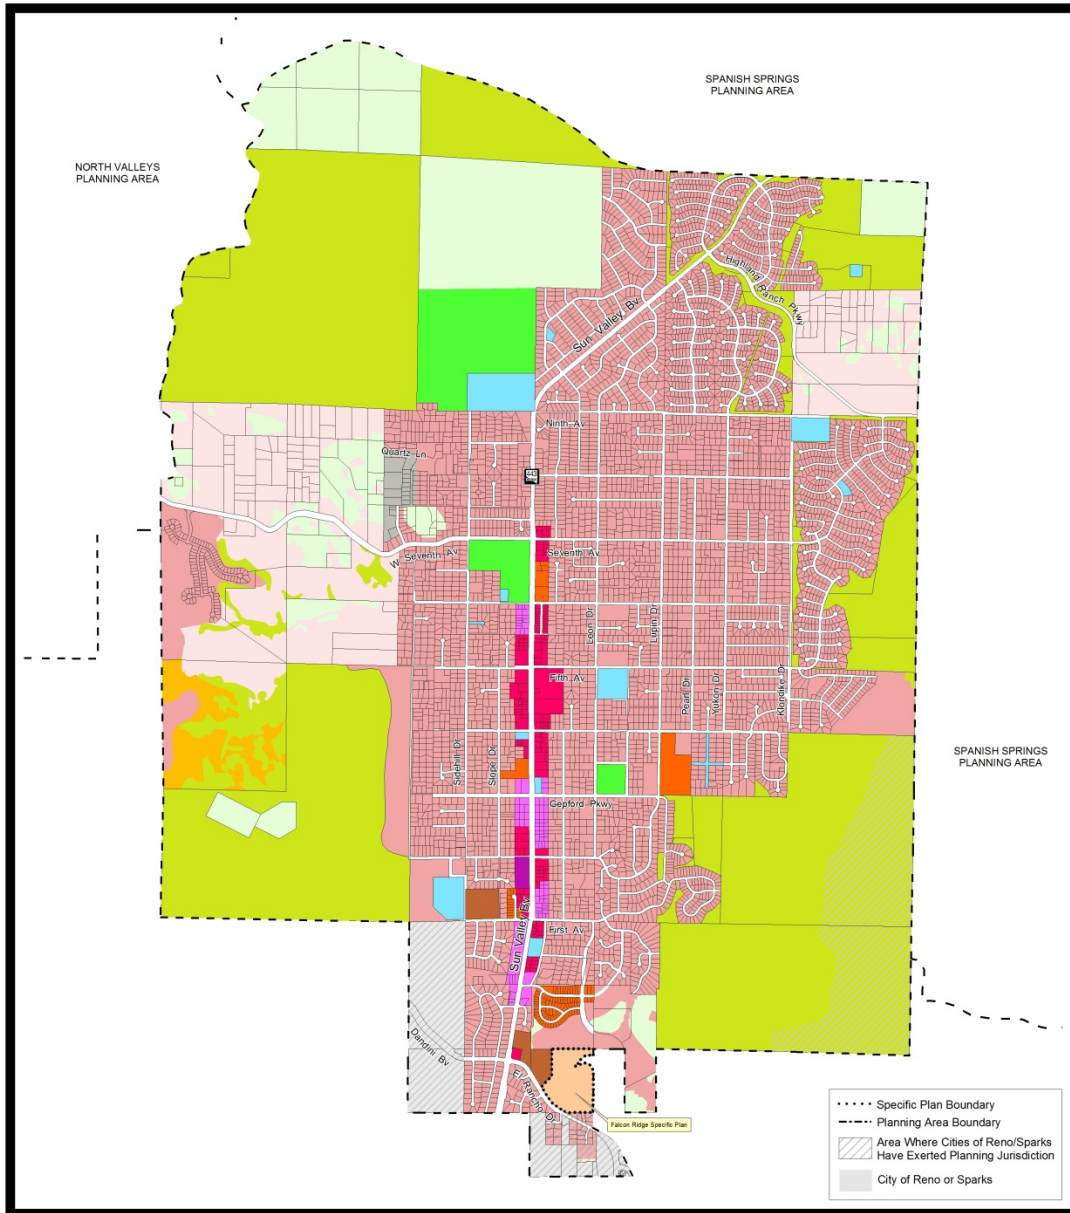 SPANISH SPRINGS
PLANNING AREA
NORTH VALLEYS
PLANNING AREA
Highland Ranch Pkwy
Sun Valley Bv
Ninth Av
Quartz Ln
W Seventh Av
Seventh Av
Leon Dr
Lupin Dr
Fifth Av
Pearl Dr
Yukon Dr
Klondike Dr
Sidehill Dr
Slope Dr
SPANISH SPRINGS
PLANNING AREA
Gepford Pkwy
Sun Valley Bv
First Av
Dandini Bv
El Rancho Dr
Falcon Ridge Specific Plan
Specific Plan Boundary
Planning Area Boundary
Area Where Cities of Reno/Sparks
Have Exerted Planning Jurisdiction
City of Reno or Sparks